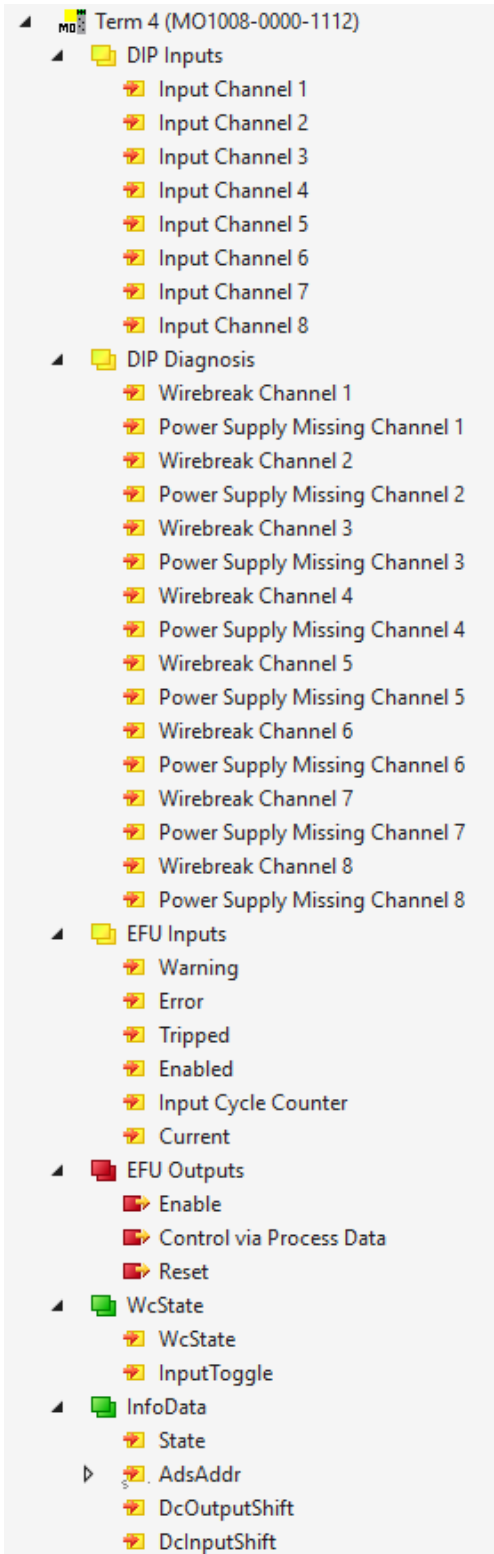 MO Term 4 (MO1008-0000-1112)
DIP Inputs
Input Channel 1
Input Channel 2
Input Channel 3
Input Channel 4
Input Channel 5
Input Channel 6
Input Channel 7
Input Channel 8
DIP Diagnosis
Wirebreak Channel 1
Power Supply Missing Channel 1
Wirebreak Channel 2
Power Supply Missing Channel 2
Wirebreak Channel 3
Power Supply Missing Channel 3
Wirebreak Channel 4
Power Supply Missing Channel 4
Wirebreak Channel 5
Power Supply Missing Channel 5
Wirebreak Channel 6
Power Supply Missing Channel 6
Wirebreak Channel 7
Power Supply Missing Channel 7
Wirebreak Channel 8
Power Supply Missing Channel 8
EFU Inputs
Warning
Error
Tripped
Enabled
Input Cycle Counter
Current
EFU Outputs
Enable
Control via Process Data
Reset
WcState
WcState
InputToggle
InfoData
State
AdsAddr
DcOutputShift
DcInputShift